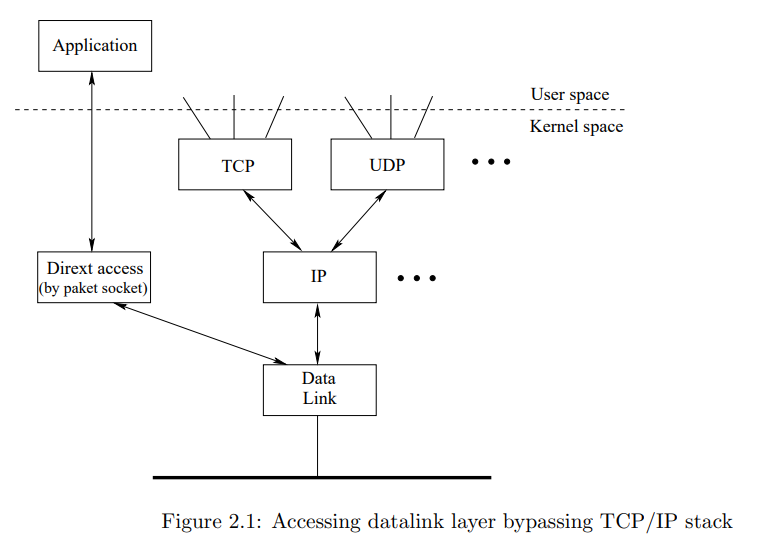 Application
User space
Kernel space
TCP
UDP
Dirext access
(by paket socket)
IP
Data
Link
Figure 2.1: Accessing datalink layer bypassing TCP/IP stack